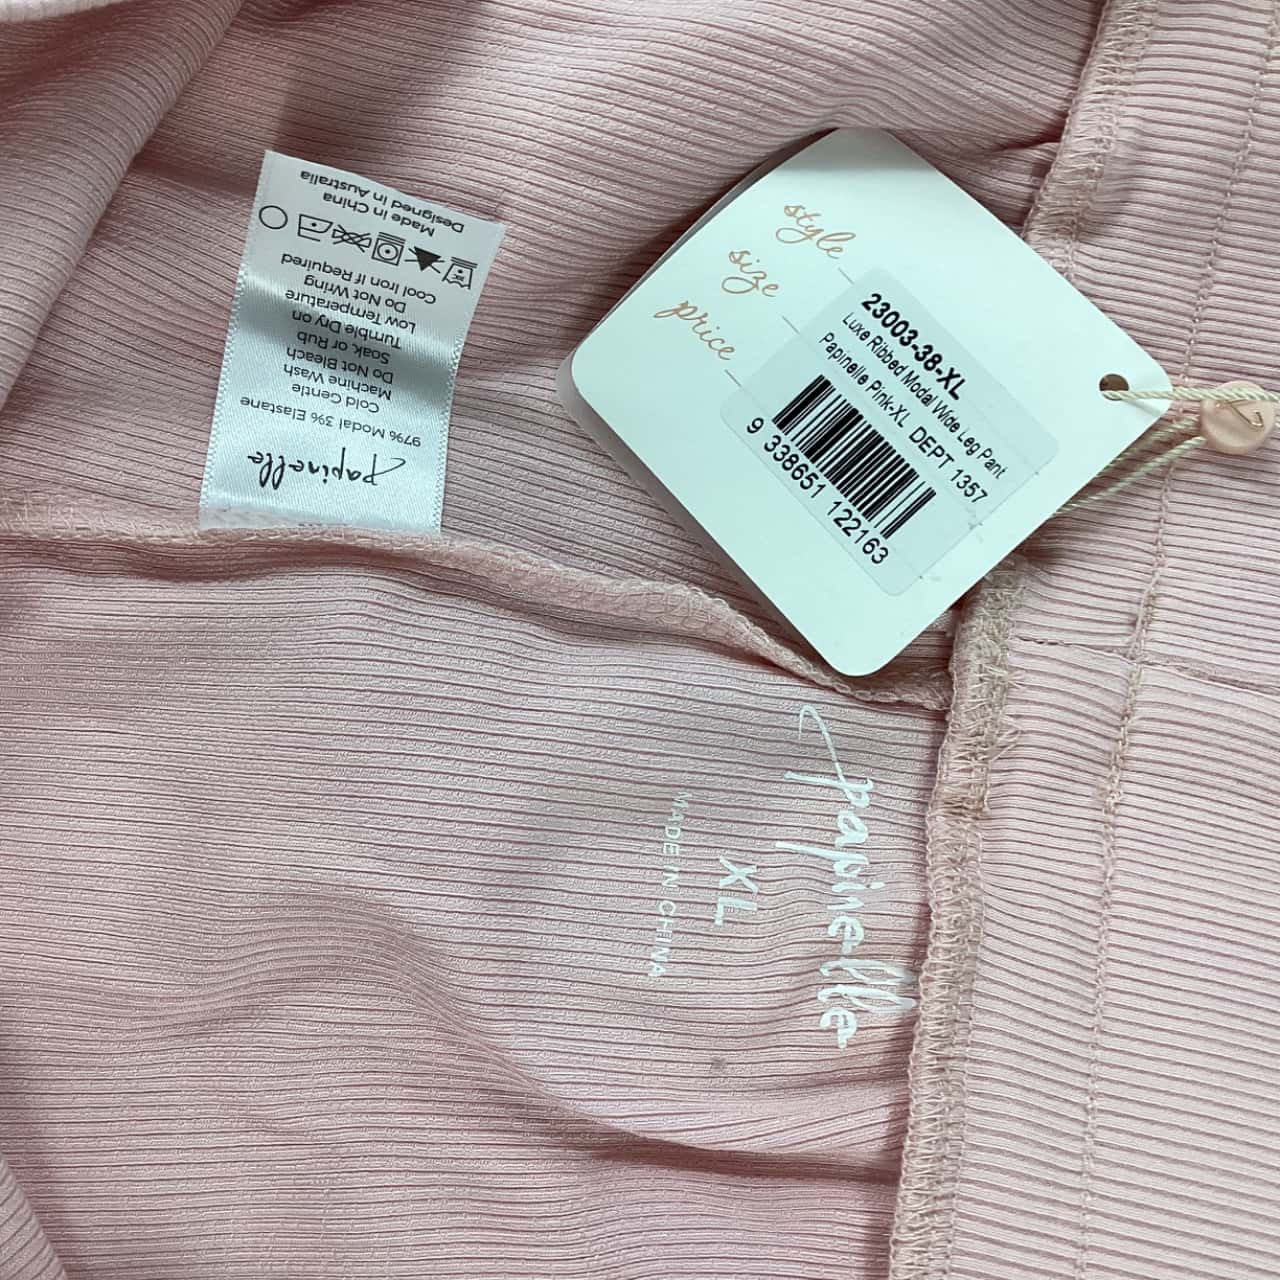 papinelle
97% Modal 3% Elastane
Cold Gentle
Machine Wash
Do Not Bleach
Soak, or Rub
Tumble Dry on
Low Temperature
Do Not Wring
Cool Iron If Required
Made in China
Designed in Australia
style
size
price
23003-38-XL
Luxe Ribbed Modal Wide Leg Pant
Papinelle Pink-XL DEPT 1357
9 338651 122163
papinelle
XL
MADE IN CHINA